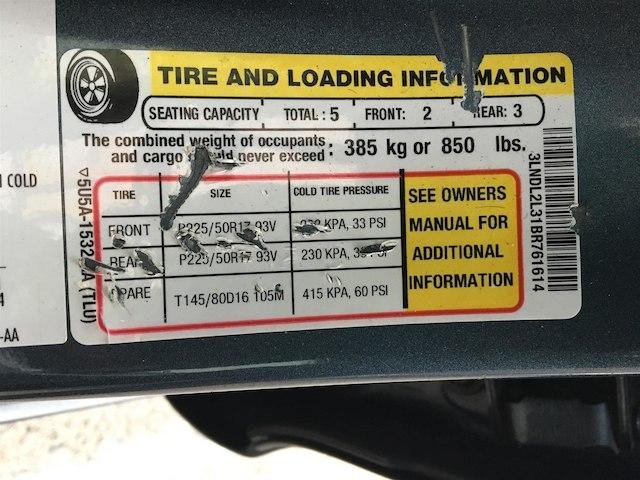 TIRE AND LOADING INFORMATION
SEATING CAPACITY TOTAL : 5 FRONT: 2 REAR: 3
The combined weight of occupants
and cargo should never exceed : 385 kg or 850 lbs.
TIRE SIZE COLD TIRE PRESSURE
FRONT P225/50R17 93V 230 KPA, 33 PSI
REAR P225/50R17 93V 230 KPA, PSI
SPARE T145/80D16 105M 415 KPA, 60 PSI
SEE OWNERS
MANUAL FOR
ADDITIONAL
INFORMATION
3LNDL2L31BR761614
5U5A-1532 A (TLU)
COLD
-AA